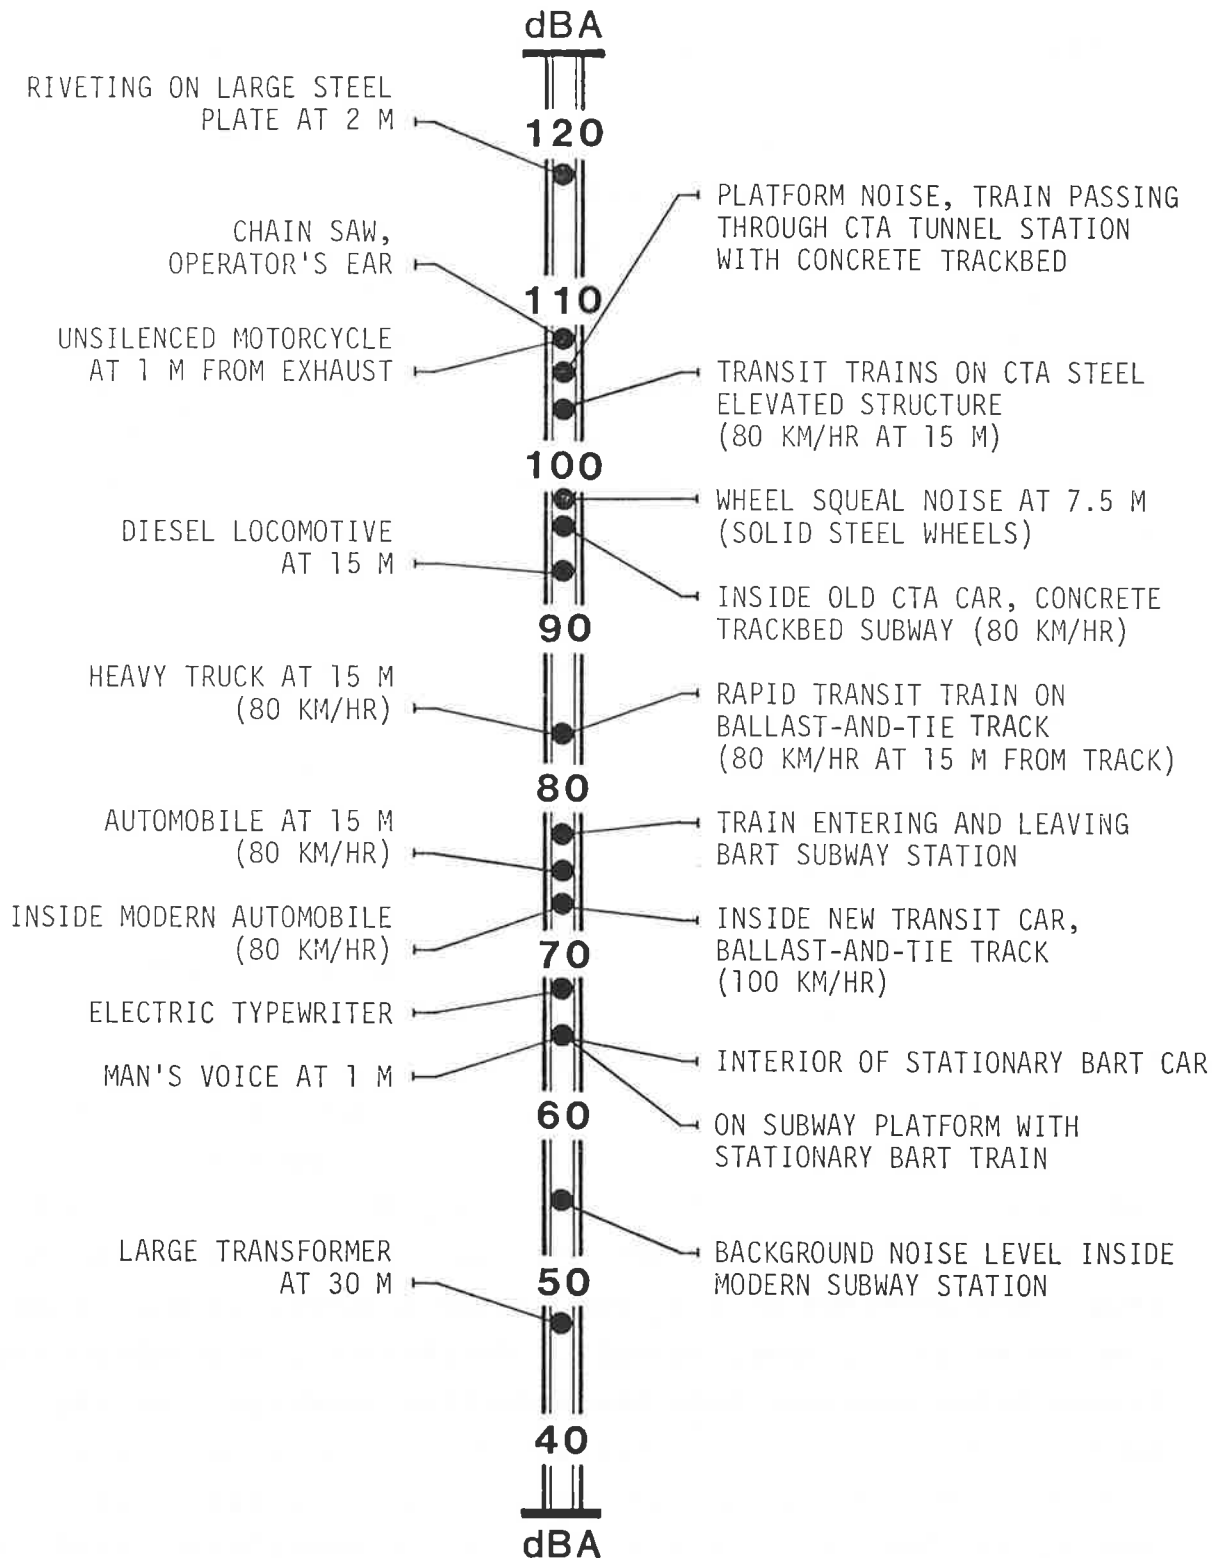 dBA
RIVETING ON LARGE STEEL
PLATE AT 2 M
120
PLATFORM NOISE, TRAIN PASSING
THROUGH CTA TUNNEL STATION
WITH CONCRETE TRACKBED
CHAIN SAW,
OPERATOR'S EAR
110
UNSILENCED MOTORCYCLE
AT 1 M FROM EXHAUST
TRANSIT TRAINS ON CTA STEEL
ELEVATED STRUCTURE
(80 KM/HR AT 15 M)
100
WHEEL SQUEAL NOISE AT 7.5 M
(SOLID STEEL WHEELS)
DIESEL LOCOMOTIVE
AT 15 M
INSIDE OLD CTA CAR, CONCRETE
TRACKBED SUBWAY (80 KM/HR)
90
HEAVY TRUCK AT 15 M
(80 KM/HR)
RAPID TRANSIT TRAIN ON
BALLAST-AND-TIE TRACK
(80 KM/HR AT 15 M FROM TRACK)
80
AUTOMOBILE AT 15 M
(80 KM/HR)
TRAIN ENTERING AND LEAVING
BART SUBWAY STATION
INSIDE MODERN AUTOMOBILE
(80 KM/HR)
INSIDE NEW TRANSIT CAR,
BALLAST-AND-TIE TRACK
(100 KM/HR)
70
ELECTRIC TYPEWRITER
MAN'S VOICE AT 1 M
INTERIOR OF STATIONARY BART CAR
60
ON SUBWAY PLATFORM WITH
STATIONARY BART TRAIN
LARGE TRANSFORMER
AT 30 M
BACKGROUND NOISE LEVEL INSIDE
MODERN SUBWAY STATION
50
40
dBA